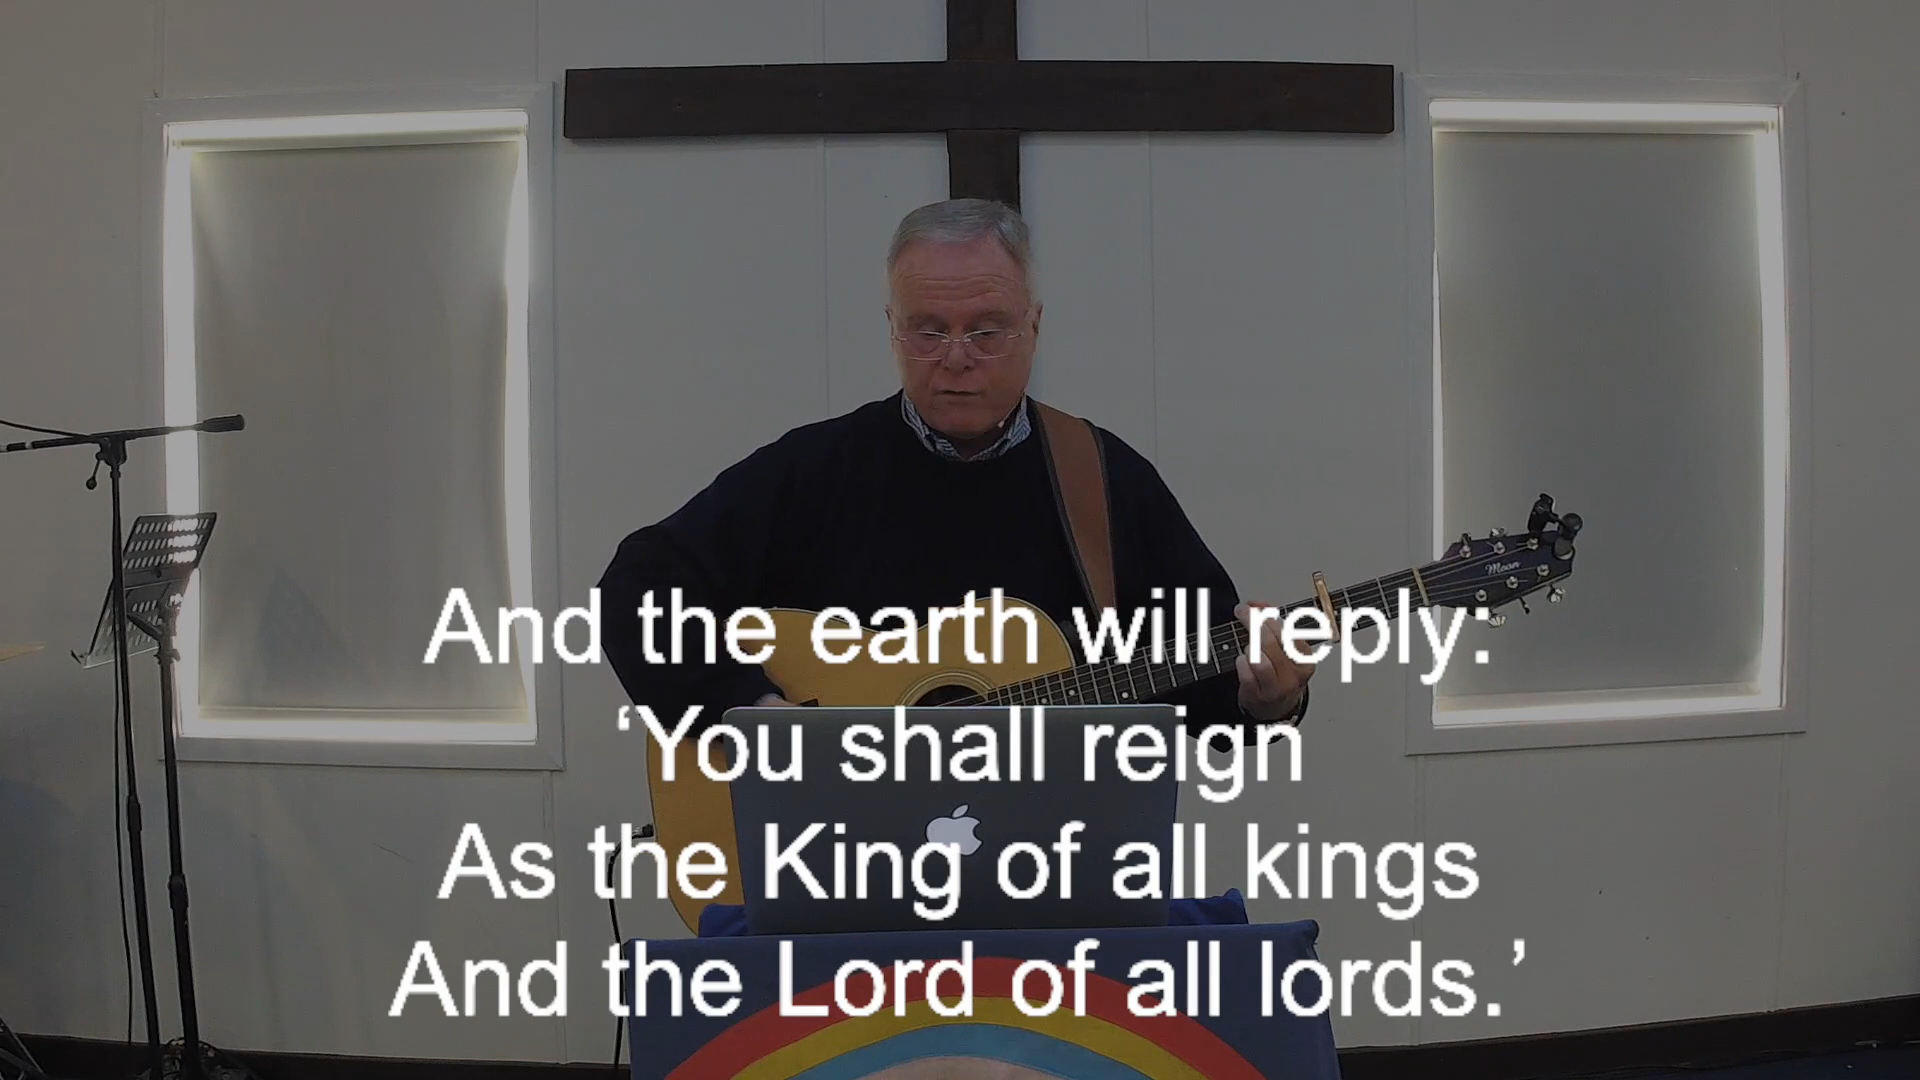 Moon
And the earth will reply:
‘You shall reign
As the King of all kings
And the Lord of all lords.’